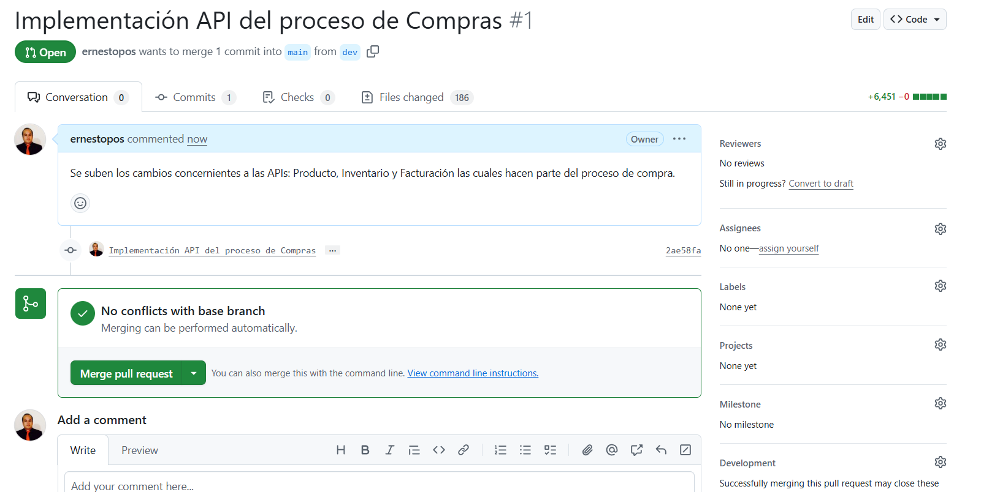 Implementación API del proceso de Compras #1
Edit
Code
Open
ernestopos wants to merge 1 commit into main from dev
Conversation 0
Commits 1
Checks 0
Files changed 186
+6,451 −0
ernestopos commented now
Owner
Se suben los cambios concernientes a las APIs: Producto, Inventario y Facturación las cuales hacen parte del proceso de compra.
Implementación API del proceso de Compras
2ae58fa
No conflicts with base branch
Merging can be performed automatically.
Merge pull request
You can also merge this with the command line. View command line instructions.
Add a comment
Write
Preview
Add your comment here...
Reviewers
No reviews
Still in progress? Convert to draft
Assignees
No one—assign yourself
Labels
None yet
Projects
None yet
Milestone
No milestone
Development
Successfully merging this pull request may close these